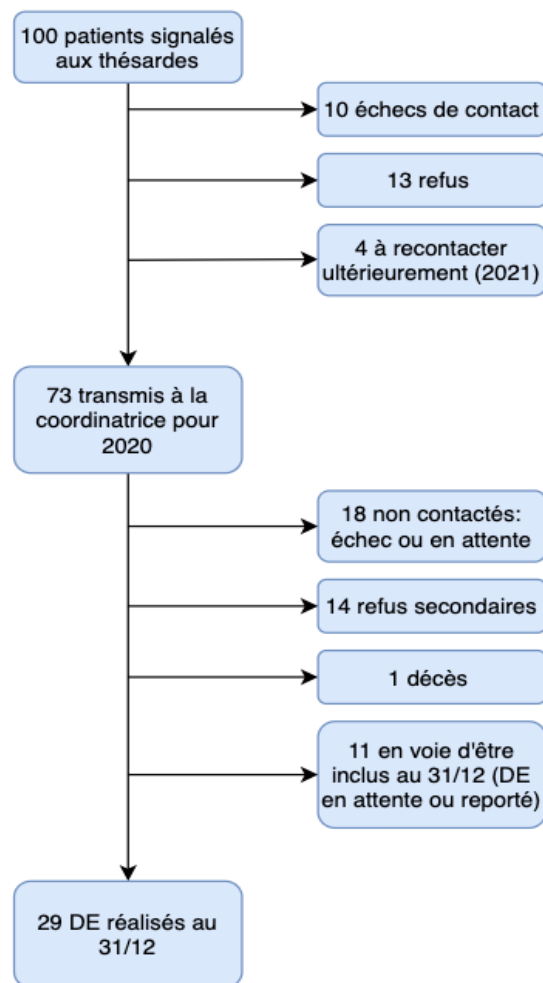 100 patients signalés
aux thésardes
10 échecs de contact
13 refus
4 à recontacter
ultérieurement (2021)
73 transmis à la
coordinatrice pour
2020
18 non contactés:
échec ou en attente
14 refus secondaires
1 décès
11 en voie d'être
inclus au 31/12 (DE
en attente ou reporté)
29 DE réalisés au
31/12